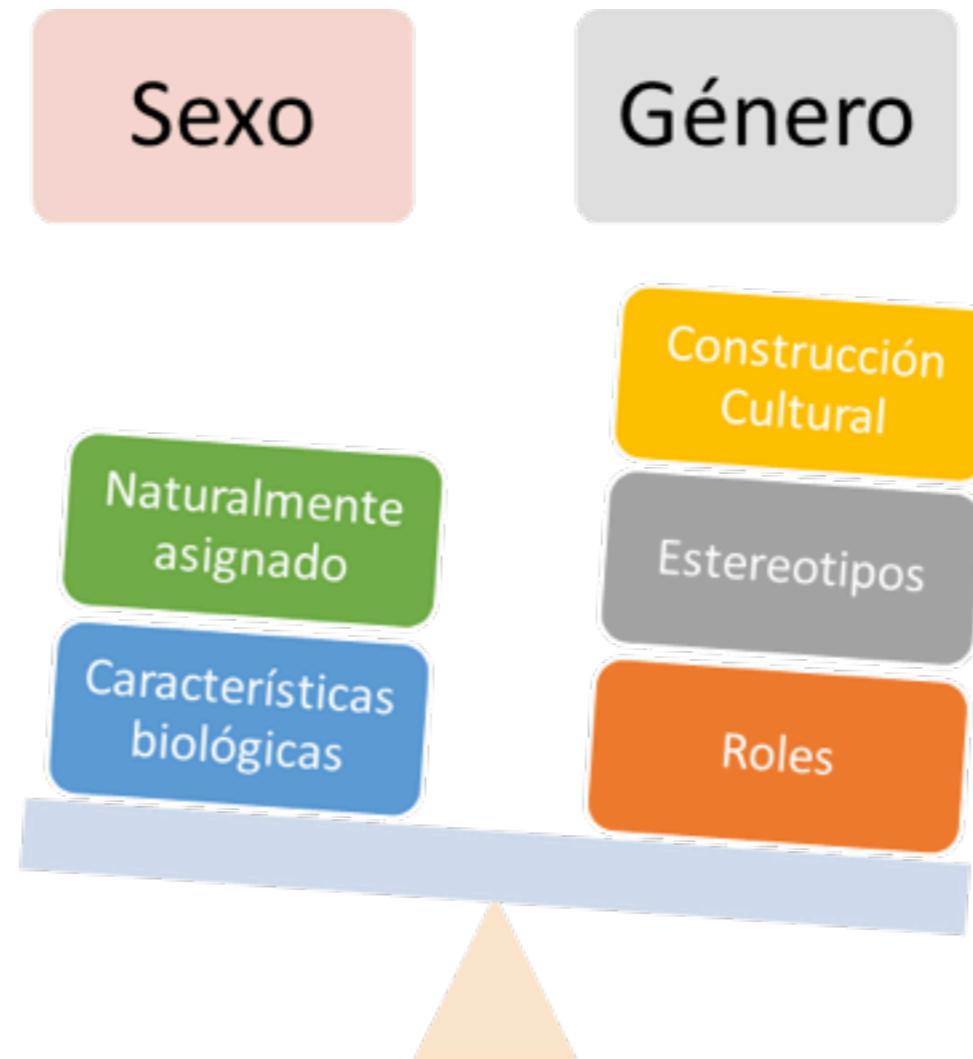 Sexo
Género
Naturalmente
asignado
Características
biológicas
Construcción
Cultural
Estereotipos
Roles